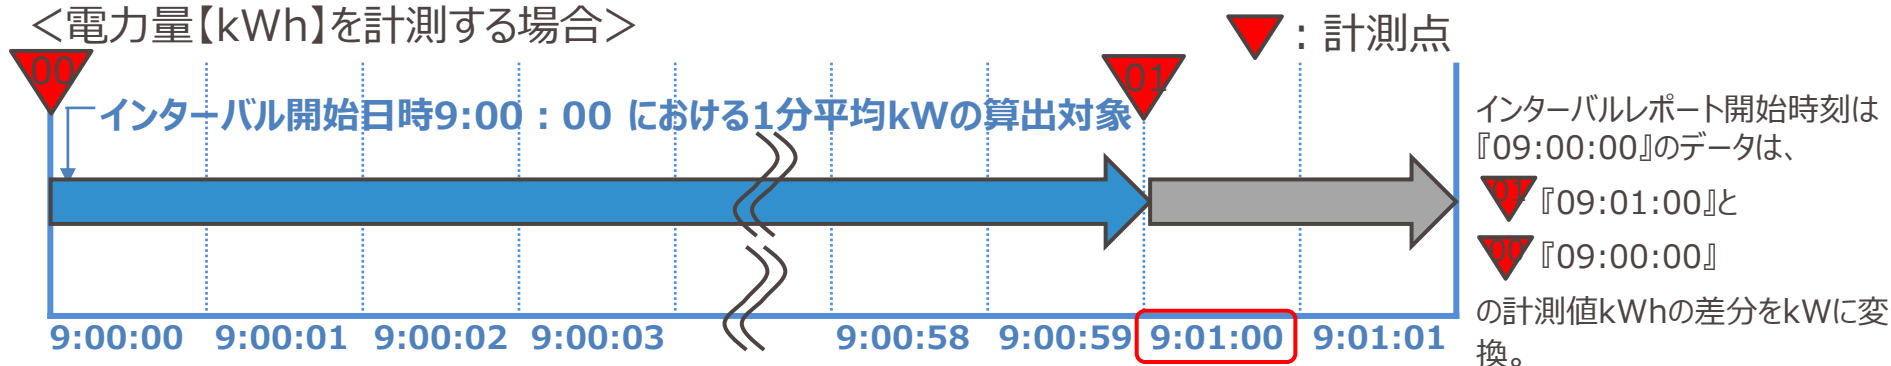 ＜電力量【kWh】を計測する場合＞
：計測点
00
01
インターバル開始日時9:00：00 における1分平均kWの算出対象
9:00:00 9:00:01 9:00:02 9:00:03 9:00:58 9:00:59 9:01:00 9:01:01
インターバルレポート開始時刻は
『09:00:00』のデータは、
01『09:01:00』と
00『09:00:00』
の計測値kWhの差分をkWに変
換。